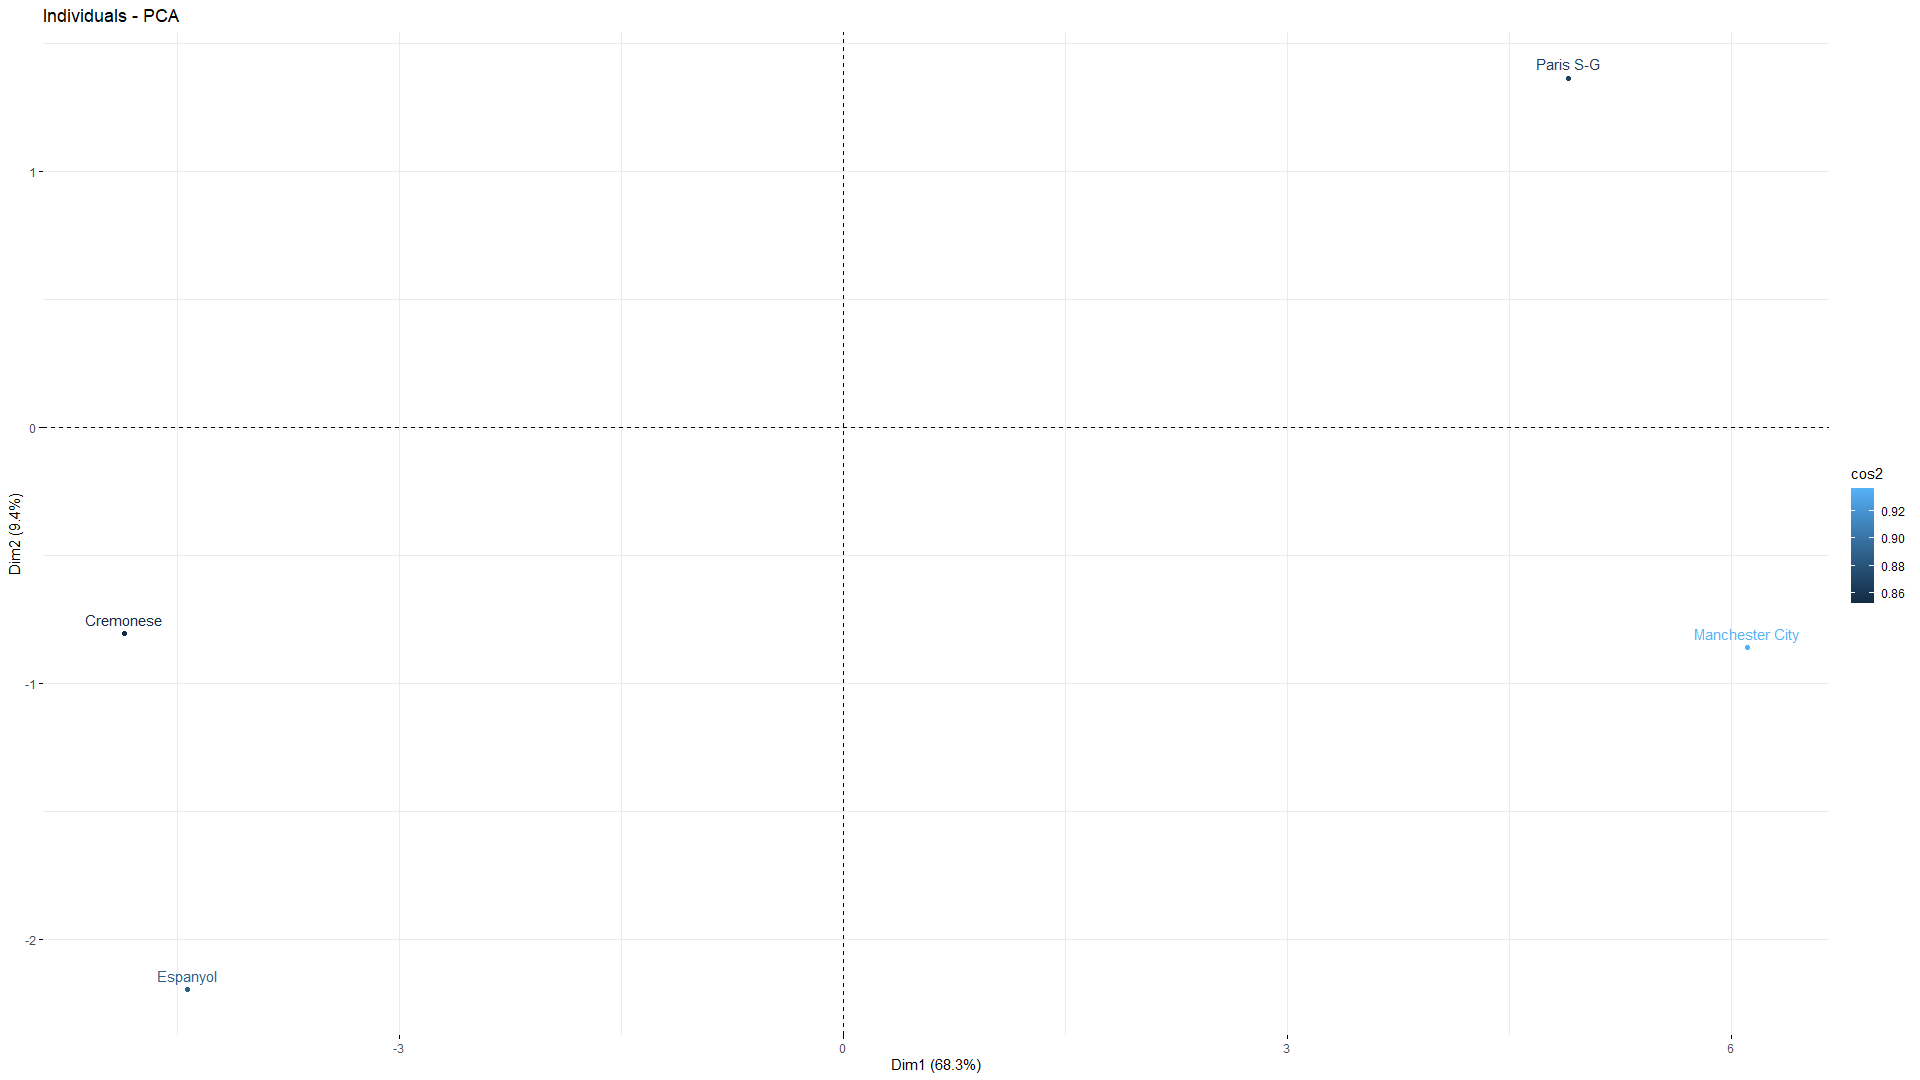 Individuals - PCA
Paris S-G
1
0
cos2
0.92
0.90
0.88
0.86
Dim2 (9.4%)
Cremonese
Manchester City
-1
-2
Espanyol
-3
0
3
6
Dim1 (68.3%)